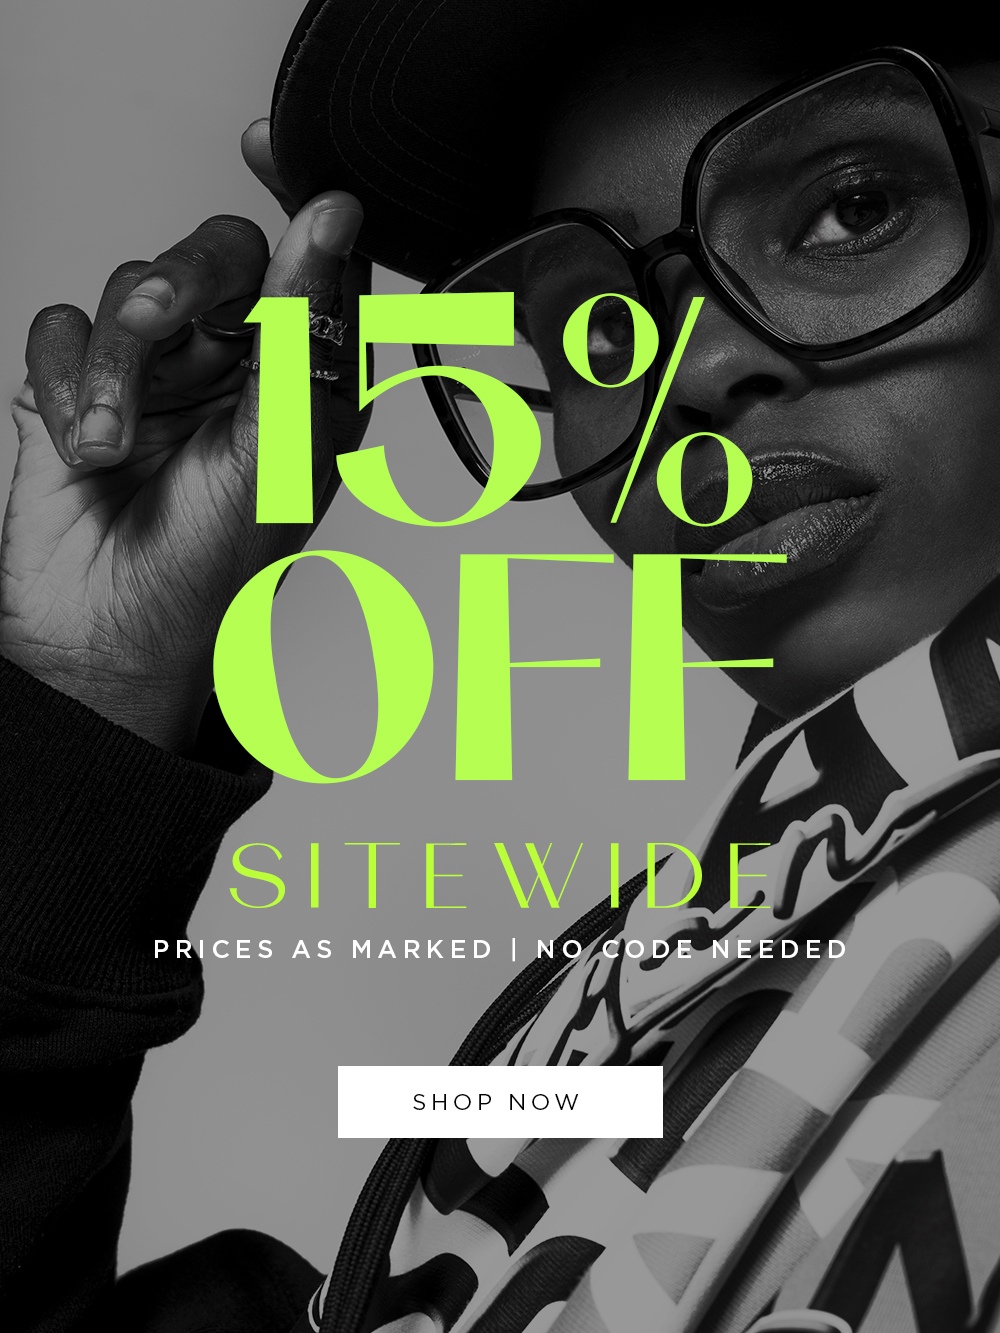 15%
OFF
SITEWIDE
PRICES AS MARKED | NO CODE NEEDED
SHOP NOW